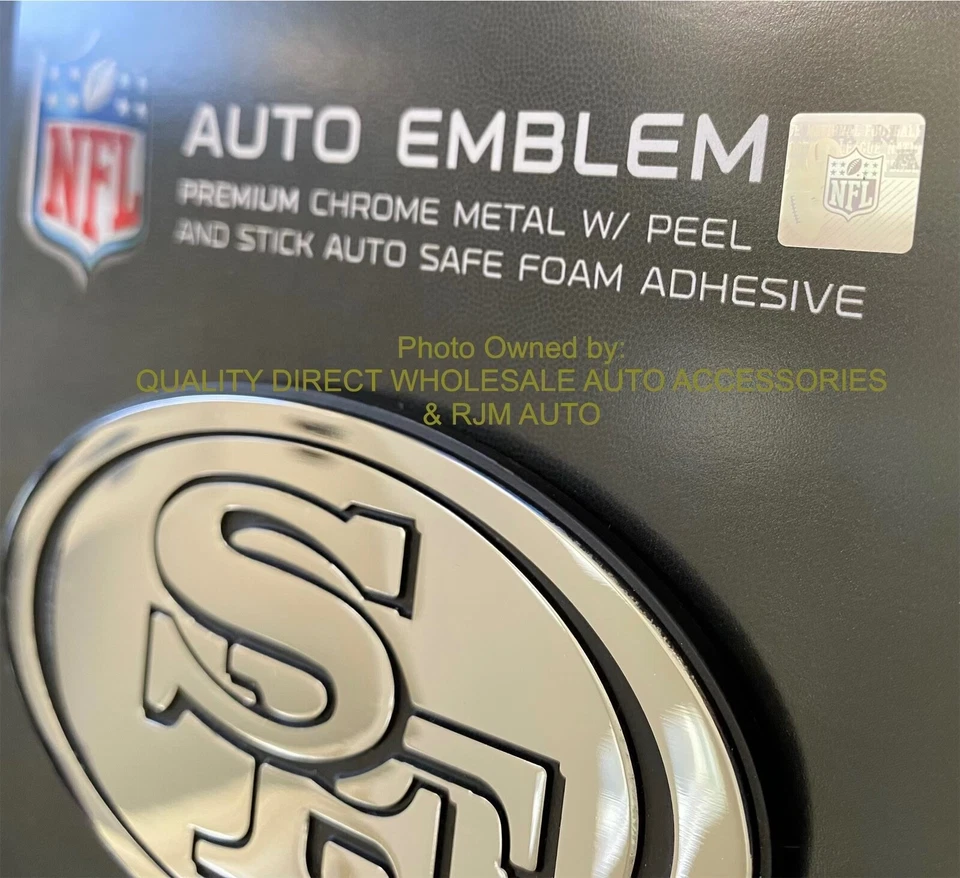 NFL
AUTO EMBLEM
NFL
PREMIUM CHROME METAL W/ PEEL
AND STICK AUTO SAFE FOAM ADHESIVE
Photo Owned by:
QUALITY DIRECT WHOLESALE AUTO ACCESSORIES
& RJM AUTO
SF